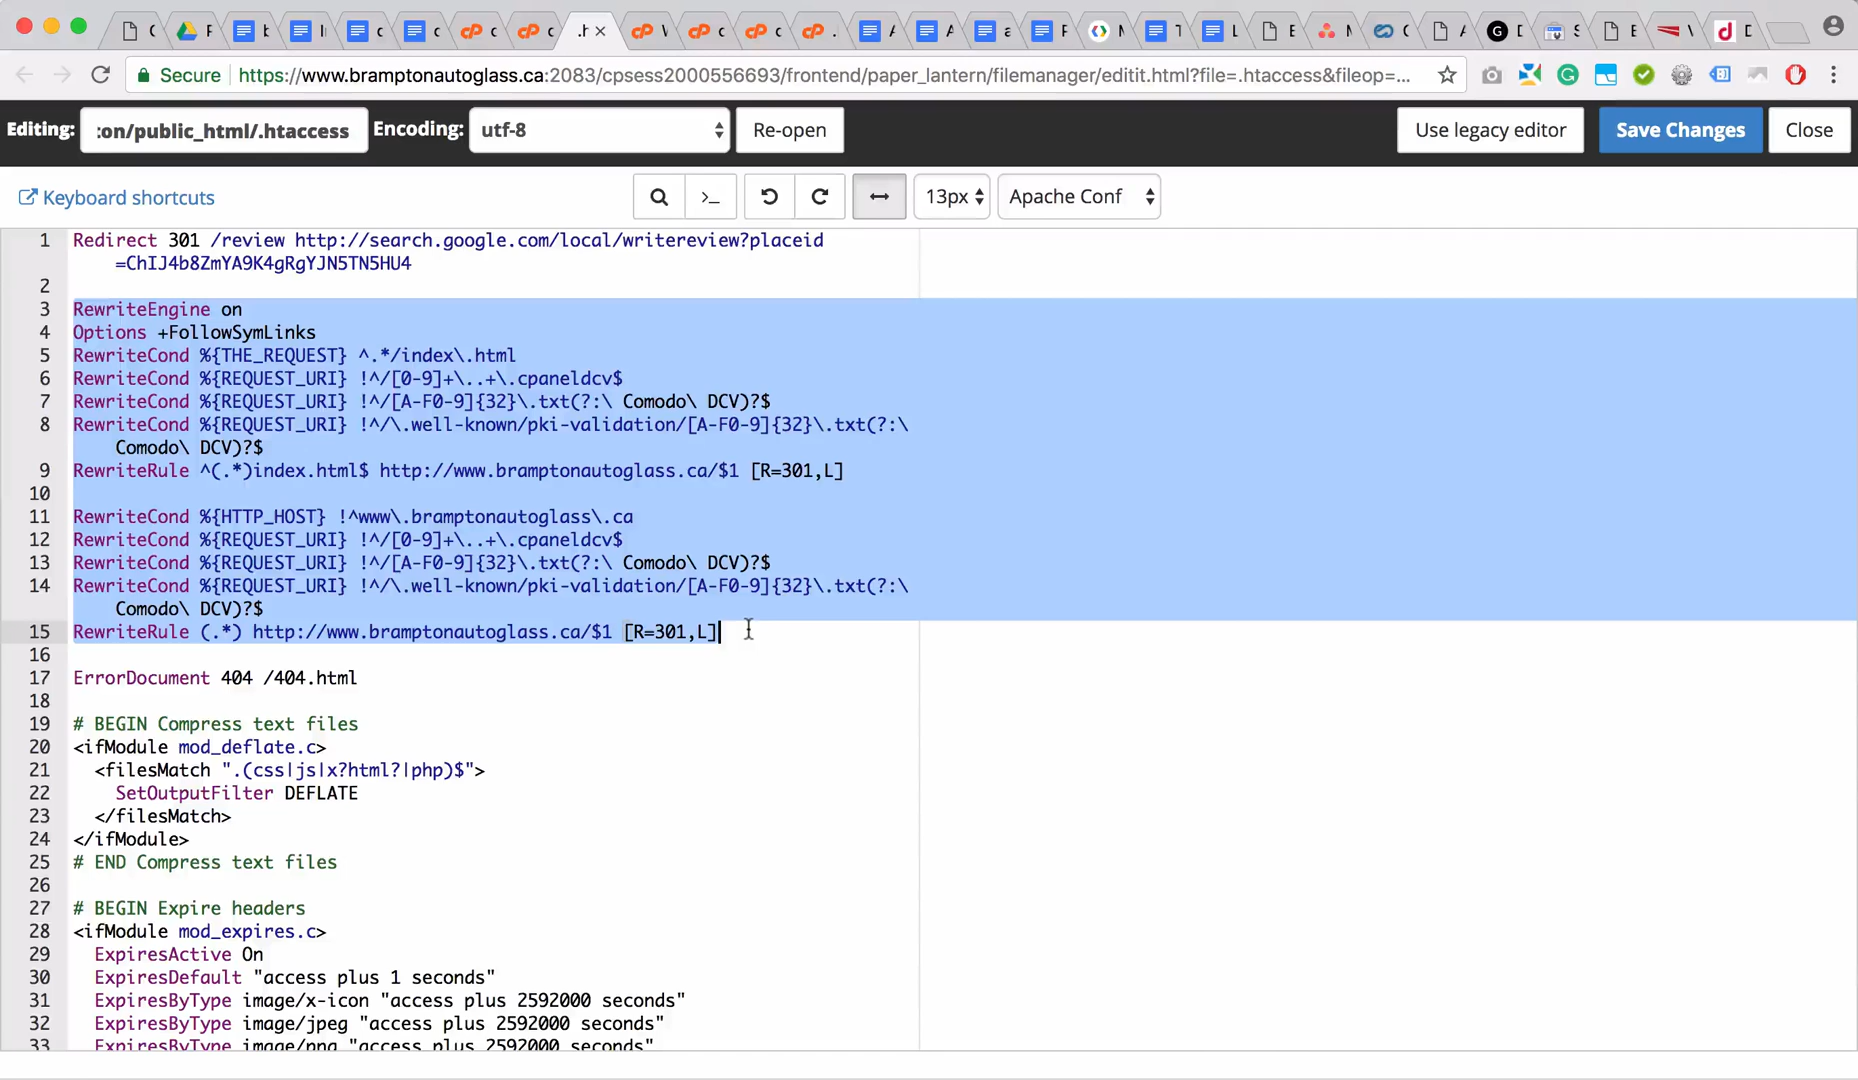 .h ×
Secure https://www.bramptonautoglass.ca:2083/cpsess2000556693/frontend/paper_lantern/filemanager/editit.html?file=.htaccess&fileop=...
Editing: :on/public_html/.htaccess Encoding: utf-8 Re-open Use legacy editor Save Changes Close
Keyboard shortcuts >_ 13px Apache Conf
1 Redirect 301 /review http://search.google.com/local/writereview?placeid
=ChIJ4b8ZmYA9K4gRgYJN5TN5HU4
2
3 RewriteEngine on
4 Options +FollowSymLinks
5 RewriteCond %{THE_REQUEST} ^.*/index\.html
6 RewriteCond %{REQUEST_URI} !^/[0-9]+\..+\.cpaneldcv$
7 RewriteCond %{REQUEST_URI} !^/[A-F0-9]{32}\.txt(?:\ Comodo\ DCV)?$
8 RewriteCond %{REQUEST_URI} !^/\.well-known/pki-validation/[A-F0-9]{32}\.txt(?:\
Comodo\ DCV)?$
9 RewriteRule ^(.*)index.html$ http://www.bramptonautoglass.ca/$1 [R=301,L]
10
11 RewriteCond %{HTTP_HOST} !^www\.bramptonautoglass\.ca
12 RewriteCond %{REQUEST_URI} !^/[0-9]+\..+\.cpaneldcv$
13 RewriteCond %{REQUEST_URI} !^/[A-F0-9]{32}\.txt(?:\ Comodo\ DCV)?$
14 RewriteCond %{REQUEST_URI} !^/\.well-known/pki-validation/[A-F0-9]{32}\.txt(?:\
Comodo\ DCV)?$
15 RewriteRule (.*) http://www.bramptonautoglass.ca/$1 [R=301,L]
16
17 ErrorDocument 404 /404.html
18
19 # BEGIN Compress text files
20 <ifModule mod_deflate.c>
21 <filesMatch ".(css|js|x?html?|php)$">
22 SetOutputFilter DEFLATE
23 </filesMatch>
24 </ifModule>
25 # END Compress text files
26
27 # BEGIN Expire headers
28 <ifModule mod_expires.c>
29 ExpiresActive On
30 ExpiresDefault "access plus 1 seconds"
31 ExpiresByType image/x-icon "access plus 2592000 seconds"
32 ExpiresByType image/jpeg "access plus 2592000 seconds"
33 ExpiresByType image/png "access plus 2592000 seconds"